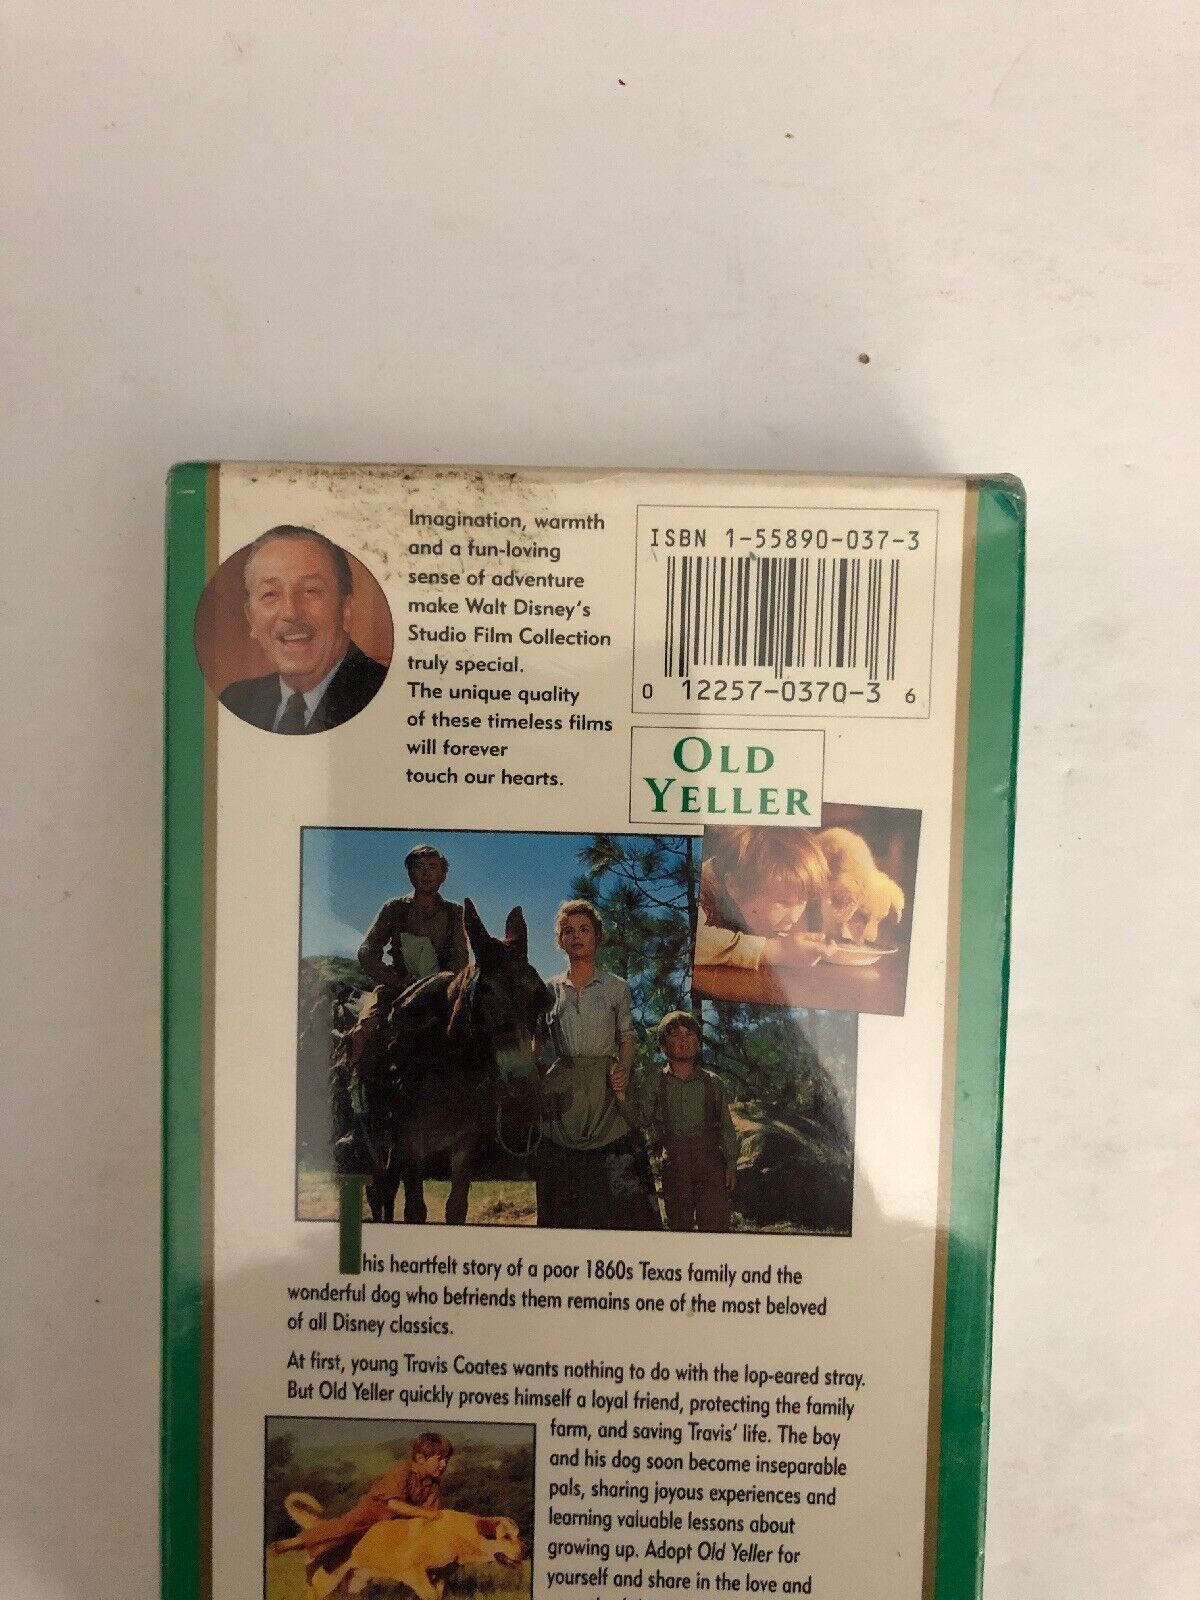 Imagination, warmth
and a fun-loving
sense of adventure
make Walt Disney's
Studio Film Collection
truly special.
The unique quality
of these timeless films
will forever
touch our hearts.
ISBN 1-55890-037-3
0 12257-0370-3 6
OLD
YELLER
This heartfelt story of a poor 1860s Texas family and the
wonderful dog who befriends them remains one of the most beloved
of all Disney classics.
At first, young Travis Coates wants nothing to do with the lop-eared stray.
But Old Yeller quickly proves himself a loyal friend, protecting the family
farm, and saving Travis' life. The boy
and his dog soon become inseparable
pals, sharing joyous experiences and
learning valuable lessons about
growing up. Adopt Old Yeller for
yourself and share in the love and